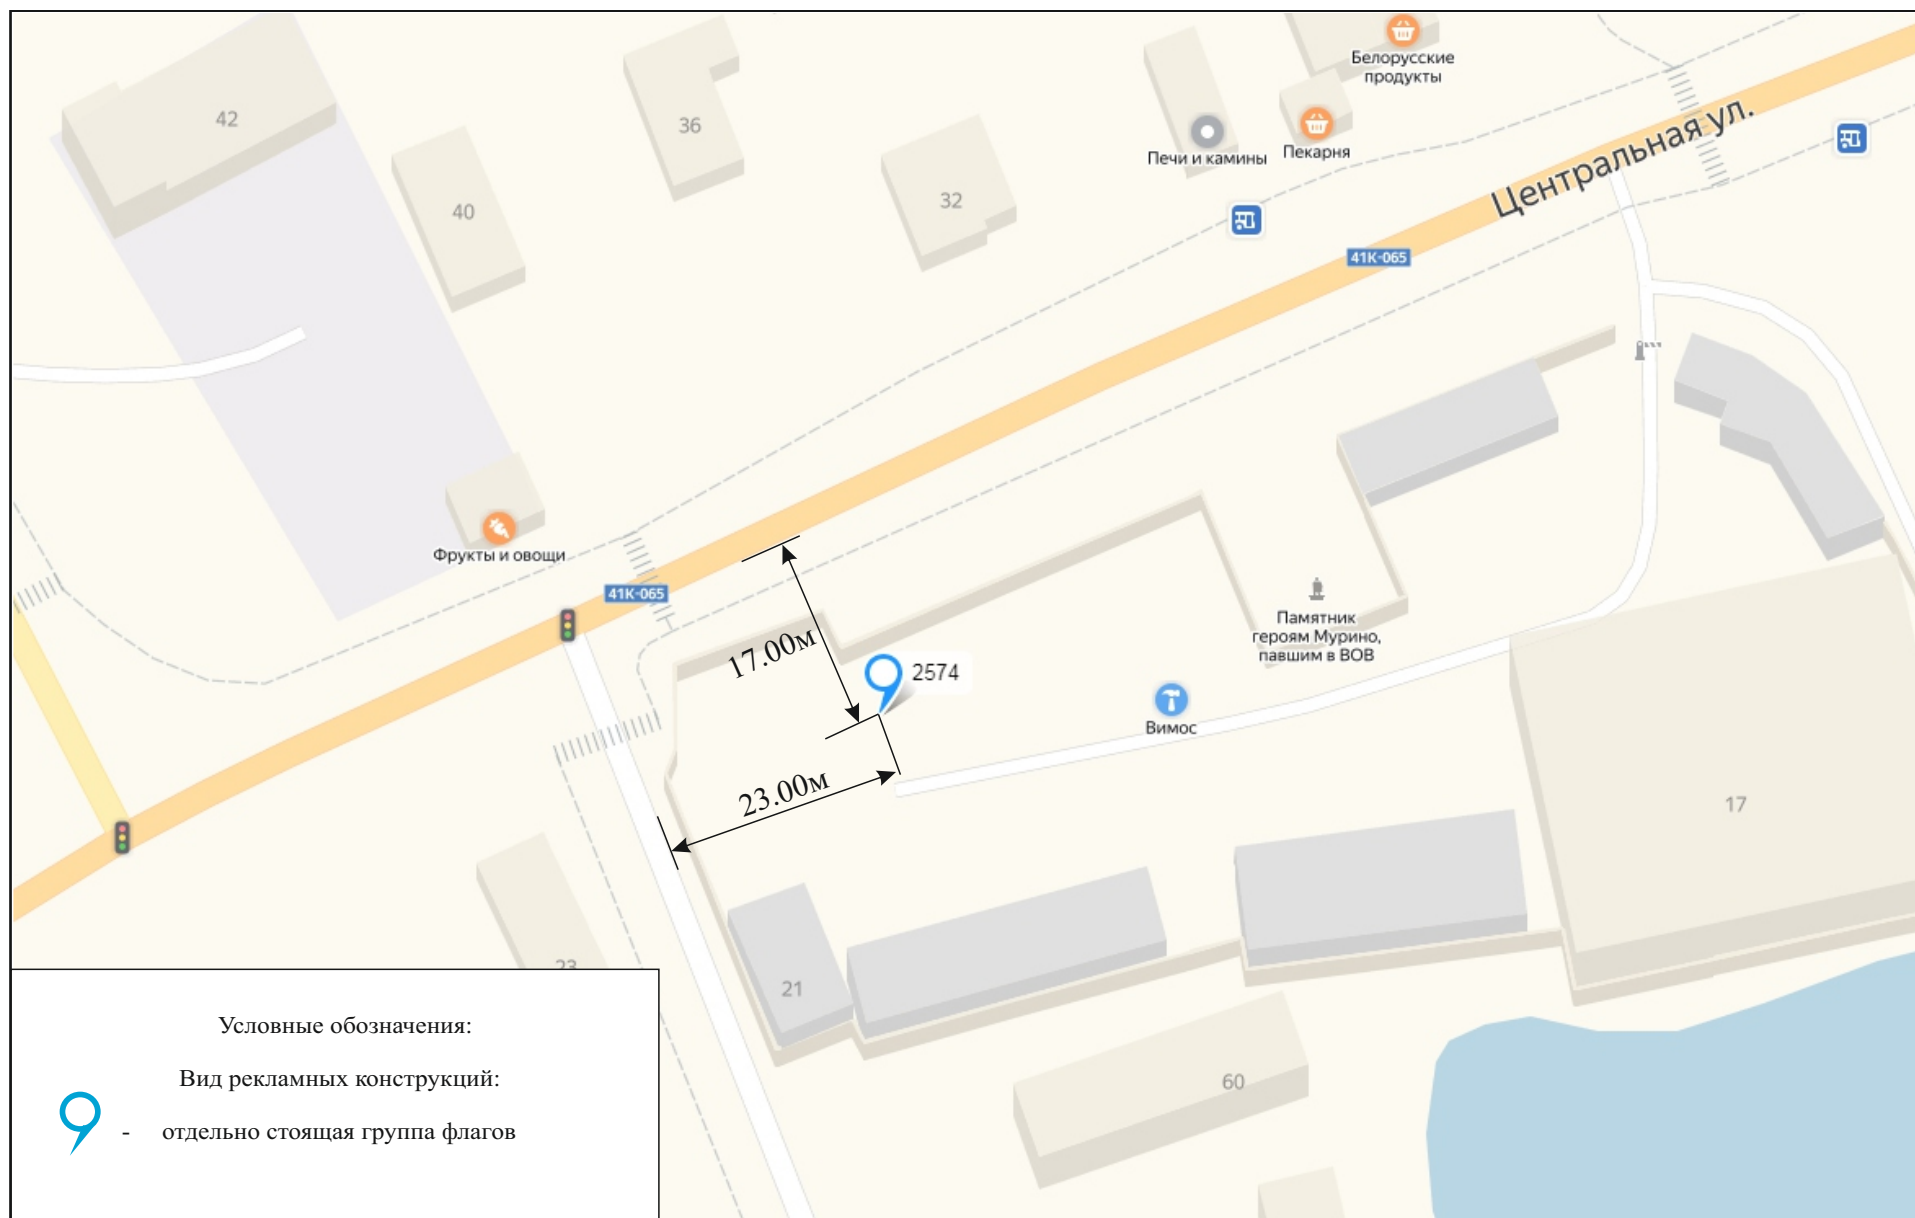 Белорусские
продукты
42
36
Центральная ул.
Печи и камины
Пекарня
40
32
41К-065
Фрукты и овощи
41К-065
Памятник
героям Мурино,
павшим в ВОВ
17.00м
2574
Вимос
23.00м
17
23
21
60
Условные обозначения:
Вид рекламных конструкций:
- отдельно стоящая группа флагов